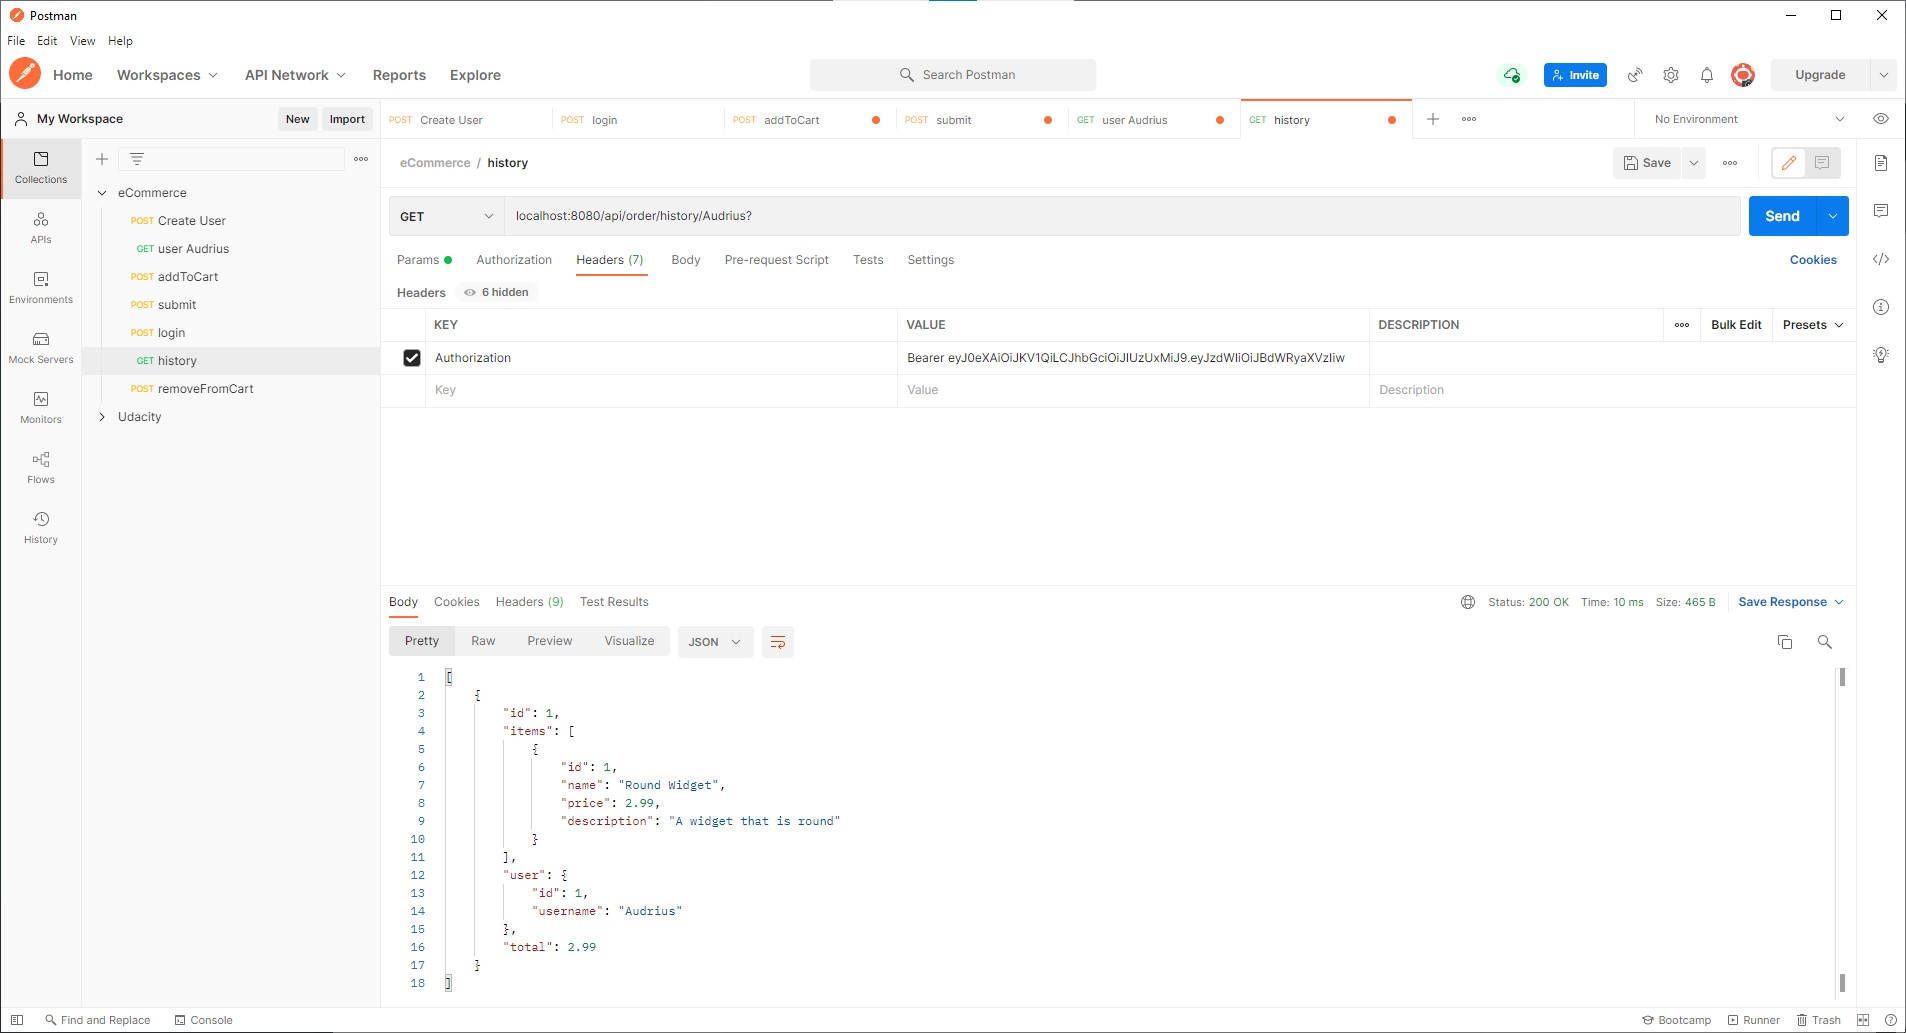 Postman
File Edit View Help
Home Workspaces API Network Reports Explore Search Postman Invite Upgrade
My Workspace New Import
POST Create User POST login POST addToCart POST submit GET user Audrius GET history No Environment
Collections
APIs
Environments
Mock Servers
Monitors
Flows
History
eCommerce
POST Create User
GET user Audrius
POST addToCart
POST submit
POST login
GET history
POST removeFromCart
Udacity
eCommerce / history Save
GET localhost:8080/api/order/history/Audrius? Send
Params Authorization Headers (7) Body Pre-request Script Tests Settings Cookies
Headers 6 hidden
KEY VALUE DESCRIPTION Bulk Edit Presets
Authorization Bearer eyJ0eXAiOiJKV1QiLCJhbGciOiJIUzUxMiJ9.eyJzdWIiOiJBdWRyaXVzIiw
Key Value Description
Body Cookies Headers (9) Test Results Status: 200 OK Time: 10 ms Size: 465 B Save Response
Pretty Raw Preview Visualize JSON
1 [
2 {
3 "id": 1,
4 "items": [
5 {
6 "id": 1,
7 "name": "Round Widget",
8 "price": 2.99,
9 "description": "A widget that is round"
10 }
11 ],
12 "user": {
13 "id": 1,
14 "username": "Audrius"
15 },
16 "total": 2.99
17 }
18 ]
Find and Replace Console Bootcamp Runner Trash